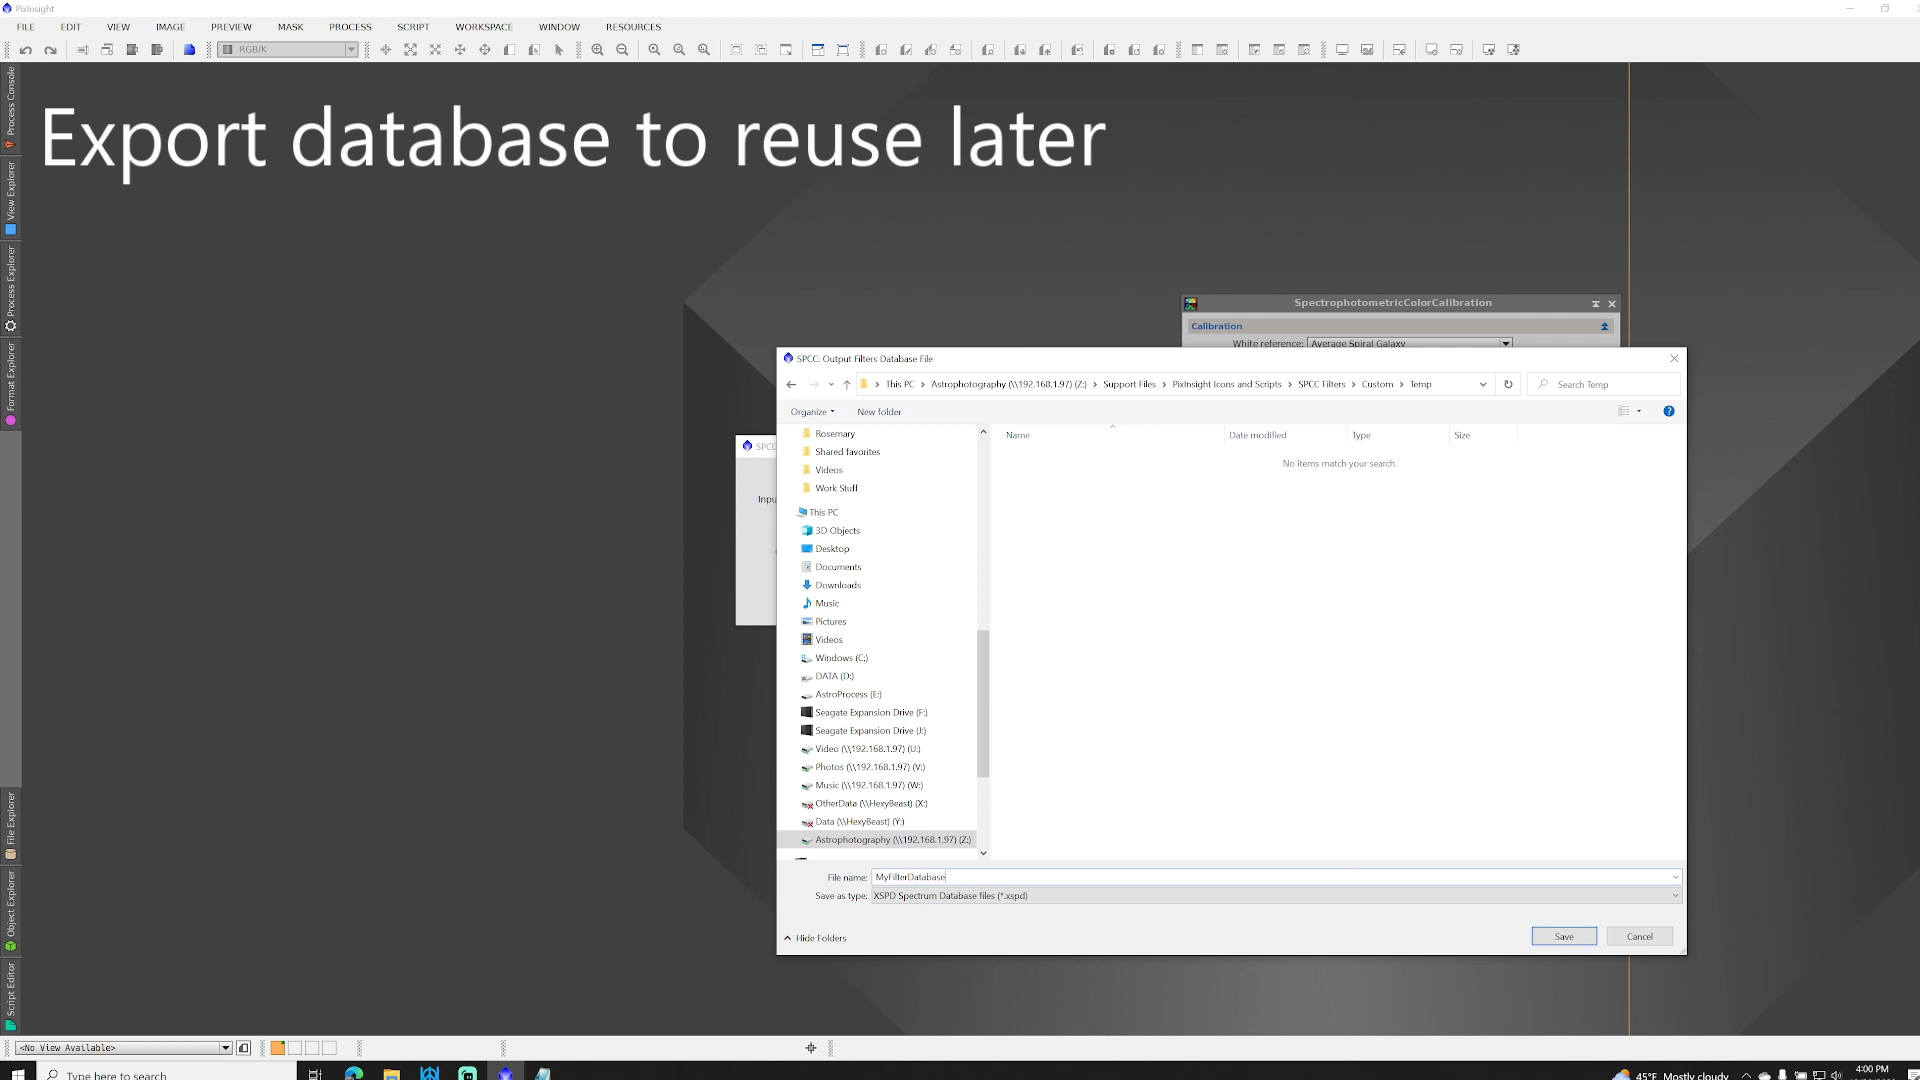 PixInsight
FILE EDIT VIEW IMAGE PREVIEW MASK PROCESS SCRIPT WORKSPACE WINDOW RESOURCES
RGB/K
Process Console
View Explorer
Process Explorer
Format Explorer
File Explorer
Object Explorer
Script Editor
Export database to reuse later
SpectrophotometricColorCalibration
Calibration
White reference: Average Spiral Galaxy
SPCC
Inpu
SPCC: Output Filters Database File
This PC › Astrophotography (\\192.168.1.97) (Z:) › Support Files › PixInsight Icons and Scripts › SPCC Filters › Custom › Temp
Search Temp
Organize New folder
Name Date modified Type Size
No items match your search.
Rosemary
Shared favorites
Videos
Work Stuff
This PC
3D Objects
Desktop
Documents
Downloads
Music
Pictures
Videos
Windows (C:)
DATA (D:)
AstroProcess (E:)
Seagate Expansion Drive (F:)
Seagate Expansion Drive (J:)
Video (\\192.168.1.97) (U:)
Photos (\\192.168.1.97) (V:)
Music (\\192.168.1.97) (W:)
OtherData (\\HexyBeast) (X:)
Data (\\HexyBeast) (Y:)
Astrophotography (\\192.168.1.97) (Z:)
File name: MyFilterDatabase
Save as type: XSPD Spectrum Database files (*.xspd)
Hide Folders
Save Cancel
<No View Available>
Type here to search
45°F Mostly cloudy
4:00 PM